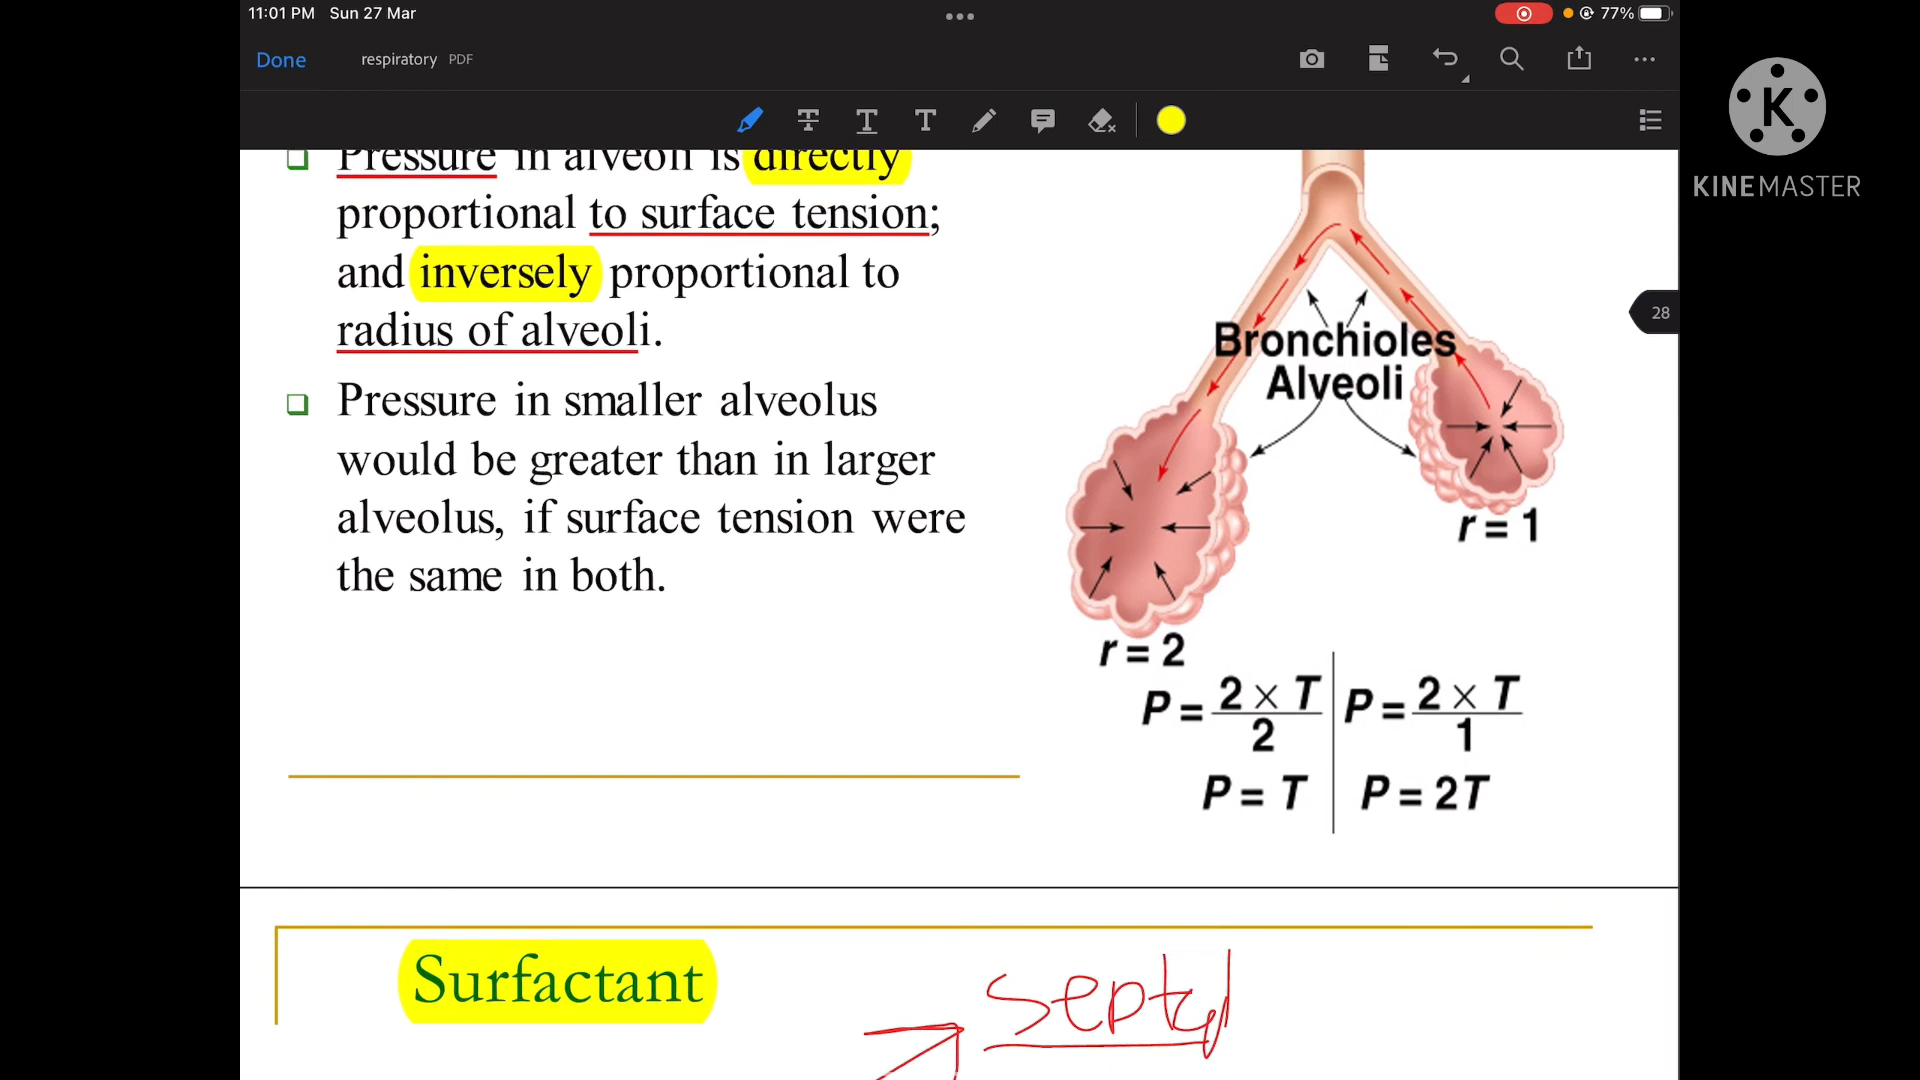 11:01 PM Sun 27 Mar
77%
Done
respiratory PDF
K
KINEMASTER
Pressure in alveoli is directly
proportional to surface tension;
and inversely proportional to
radius of alveoli.
Pressure in smaller alveolus
would be greater than in larger
alveolus, if surface tension were
the same in both.
28
Bronchioles
Alveoli
r = 1
r = 2
P = 2 × T / 2
P = T
P = 2 × T / 1
P = 2T
Surfactant
septal